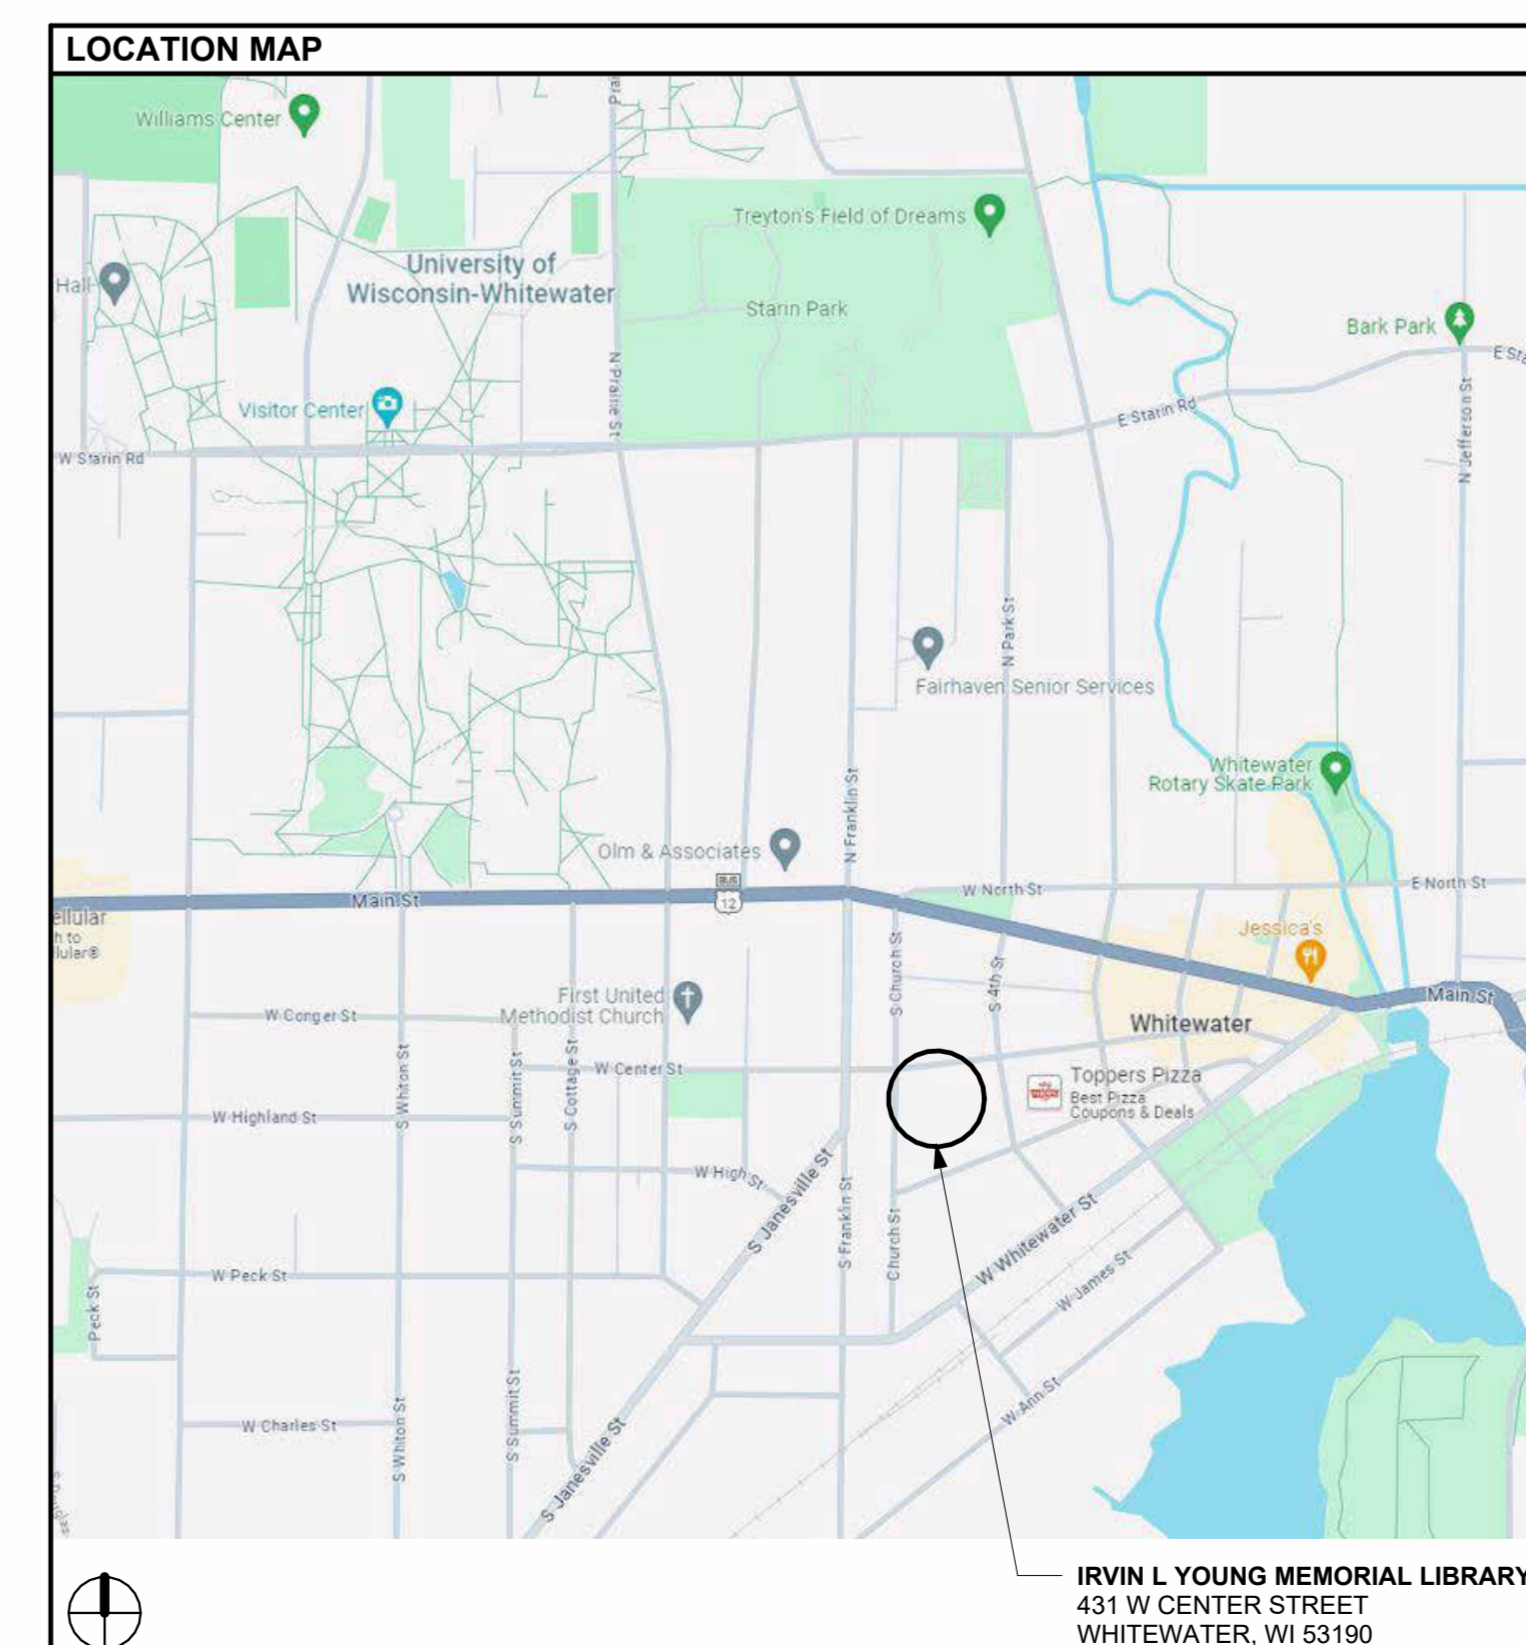 LOCATION MAP
Williams Center
Treyton's Field of Dreams
University of
Wisconsin-Whitewater
Hall
Starin Park
Bark Park
N Prairie St
E Starin Rd
N Jefferson St
Visitor Center
W Starin Rd
N Park St
Fairhaven Senior Services
Whitewater
Rotary Skate Park
N Franklin St
Olm & Associates
BUS
12
Main St
W North St
E North St
ellular
h to
llular®
Jessica's
S Church St
S 4th St
Main St
First United
Methodist Church
W Conger St
Whitewater
S Whiton St
S Summit St
S Cottage St
W Center St
Toppers Pizza
Best Pizza
Coupons & Deals
W Highland St
W High St
S Janesville St
S Franklin St
Church St
W Whitewater St
W Peck St
W James St
Peck St
W Ann St
W Charles St
S Whiton St
S Summit St
S Janesville St
IRVIN L YOUNG MEMORIAL LIBRARY
431 W CENTER STREET
WHITEWATER, WI 53190